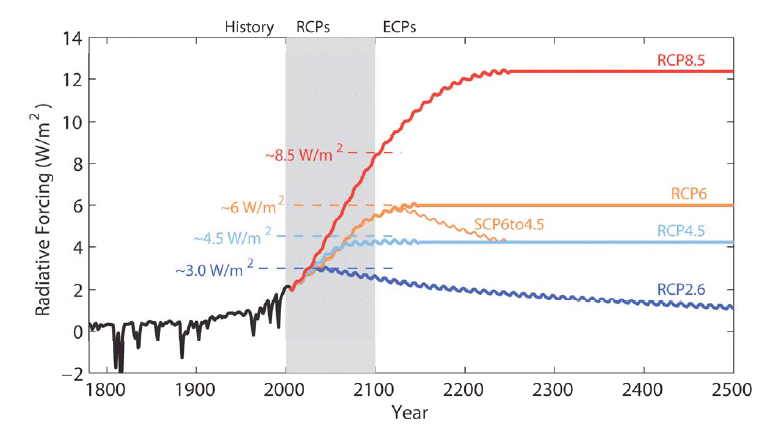 History RCPs ECPs
14
12
10
8
6
4
2
0
−2
Radiative Forcing (W/m²)
RCP8.5
~8.5 W/m²
~6 W/m²
RCP6
SCP6to4.5
~4.5 W/m²
RCP4.5
~3.0 W/m²
RCP2.6
1800 1900 2000 2100 2200 2300 2400 2500
Year